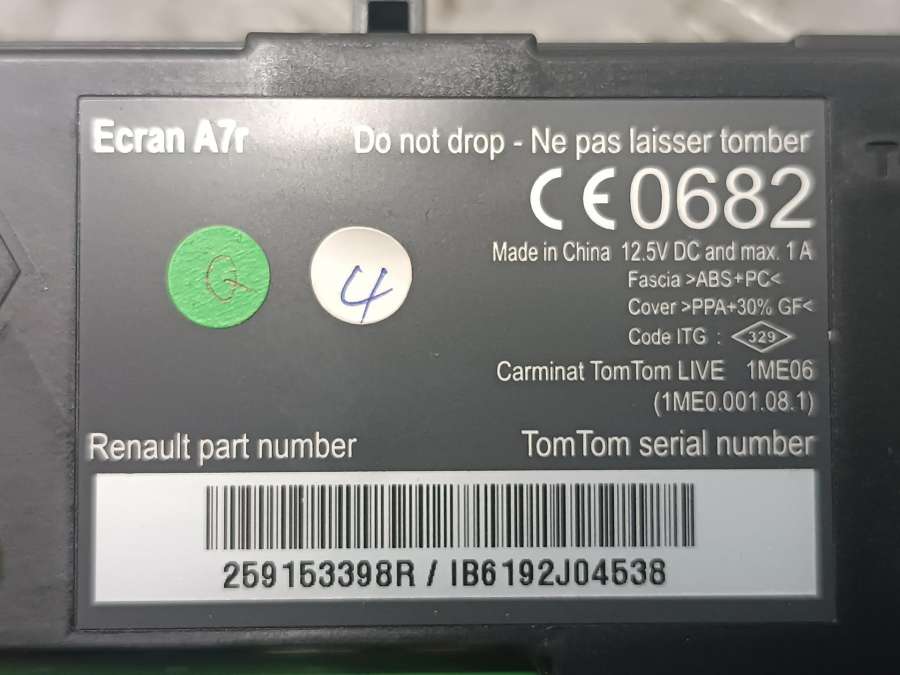 Ecran A7r
Do not drop - Ne pas laisser tomber
CE 0682
Made in China 12.5V DC and max. 1 A
Fascia >ABS+PC<
Cover >PPA+30% GF<
Code ITG : 329
G
4
Carminat TomTom LIVE 1ME06
(1ME0.001.08.1)
Renault part number
TomTom serial number
259153398R / IB6192J04538